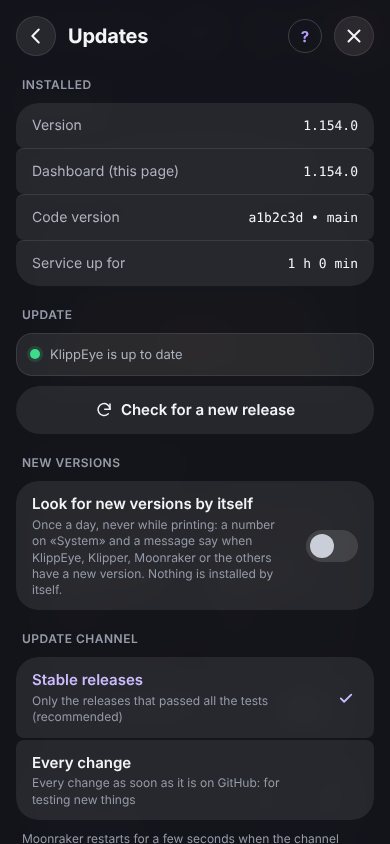 Updates
?
INSTALLED
Version 1.154.0
Dashboard (this page) 1.154.0
Code version a1b2c3d • main
Service up for 1 h 0 min
UPDATE
KlippEye is up to date
Check for a new release
NEW VERSIONS
Look for new versions by itself
Once a day, never while printing: a number
on «System» and a message say when
KlippEye, Klipper, Moonraker or the others
have a new version. Nothing is installed by
itself.
UPDATE CHANNEL
Stable releases
Only the releases that passed all the tests
(recommended)
Every change
Every change as soon as it is on GitHub: for
testing new things
Moonraker restarts for a few seconds when the channel